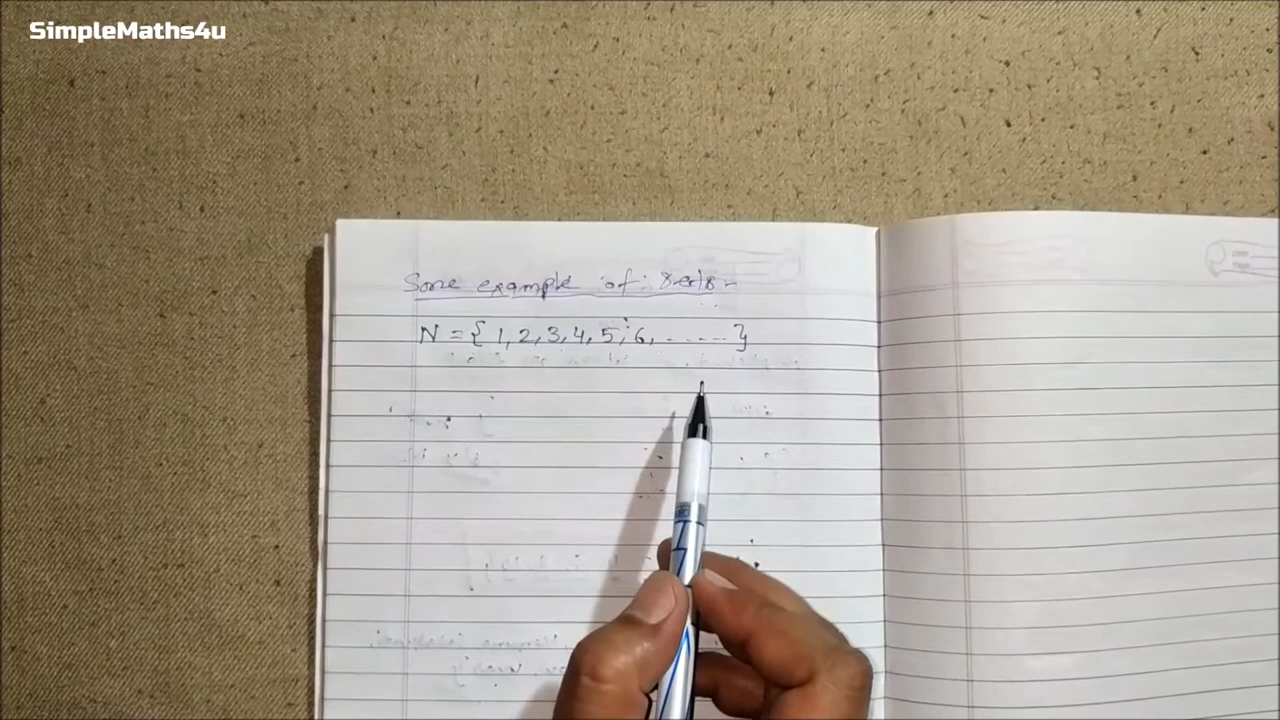 SimpleMaths4u
Some example of sets-
N = { 1, 2, 3, 4, 5, 6, ....... }